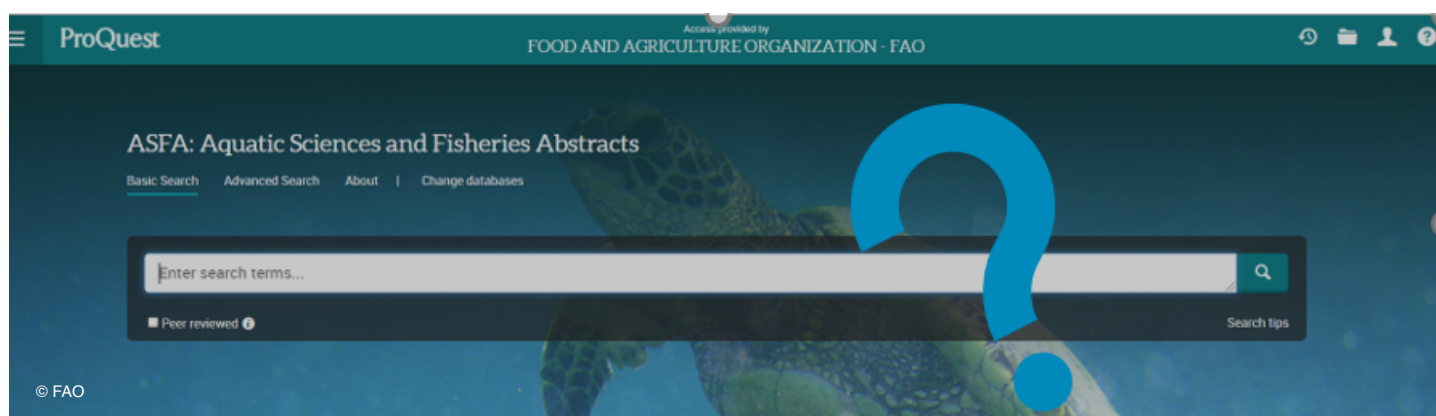 ProQuest
Access provided by
FOOD AND AGRICULTURE ORGANIZATION - FAO
?
ASFA: Aquatic Sciences and Fisheries Abstracts
Basic Search Advanced Search About | Change databases
Enter search terms...
Peer reviewed i
Search tips
© FAO
?